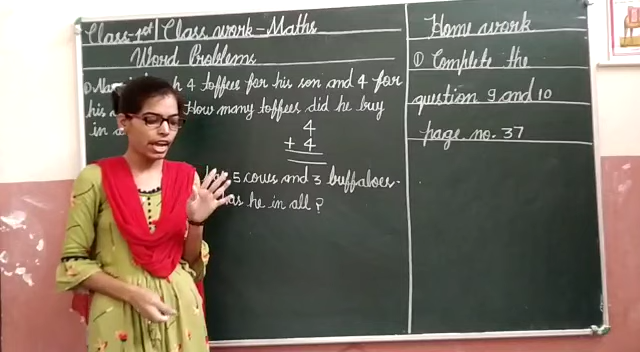 Class-1st | Class work - Maths
Word Problems
4 toffees for his son and 4 for
his How many toffees did he buy
in
4
+ 4
5 cows and 3 buffaloes.
has he in all?
Home work
① Complete the
question 9 and 10
page no. 37